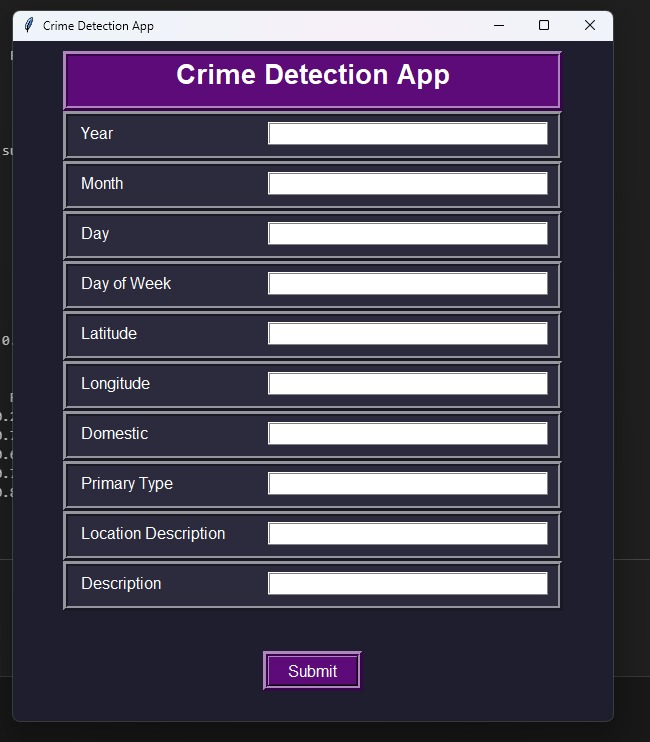 Crime Detection App
Crime Detection App
Year
Month
Day
Day of Week
Latitude
Longitude
Domestic
Primary Type
Location Description
Description
Submit